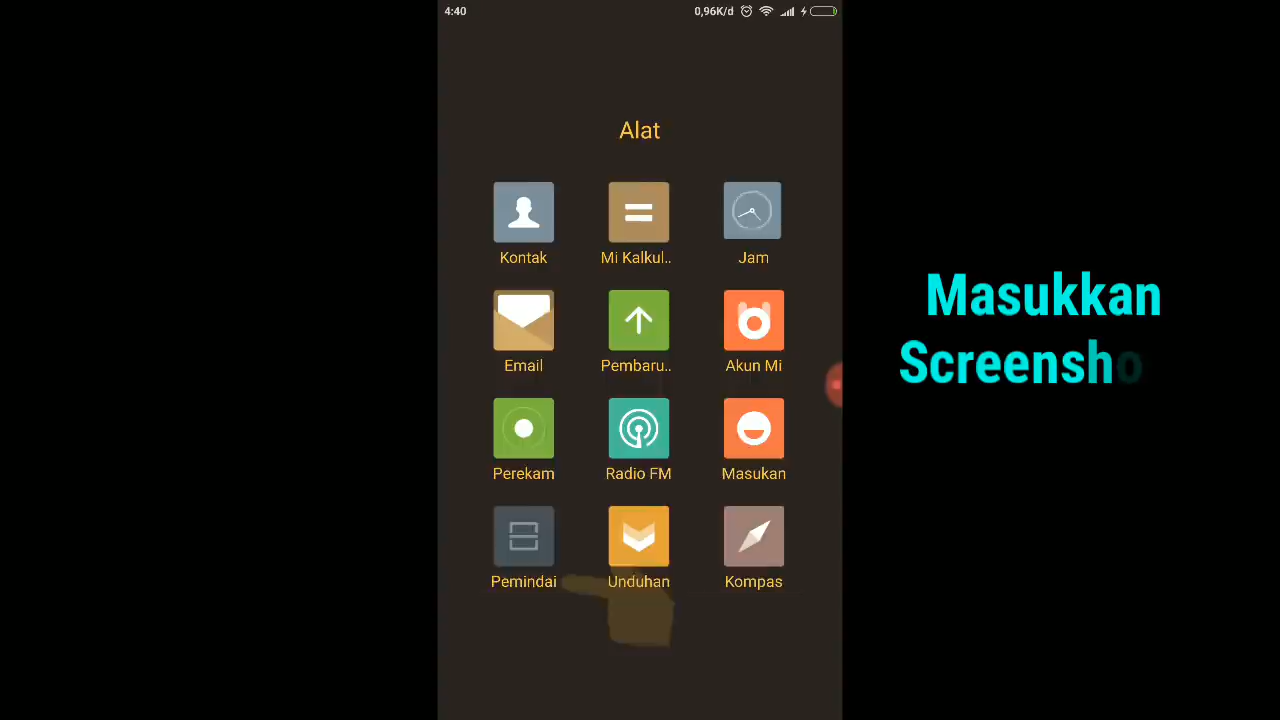 4:40
0,96K/d
Alat
Kontak
Mi Kalkul..
Jam
Email
Pembaru..
Akun Mi
Perekam
Radio FM
Masukan
Pemindai
Unduhan
Kompas
Masukkan
Screensho